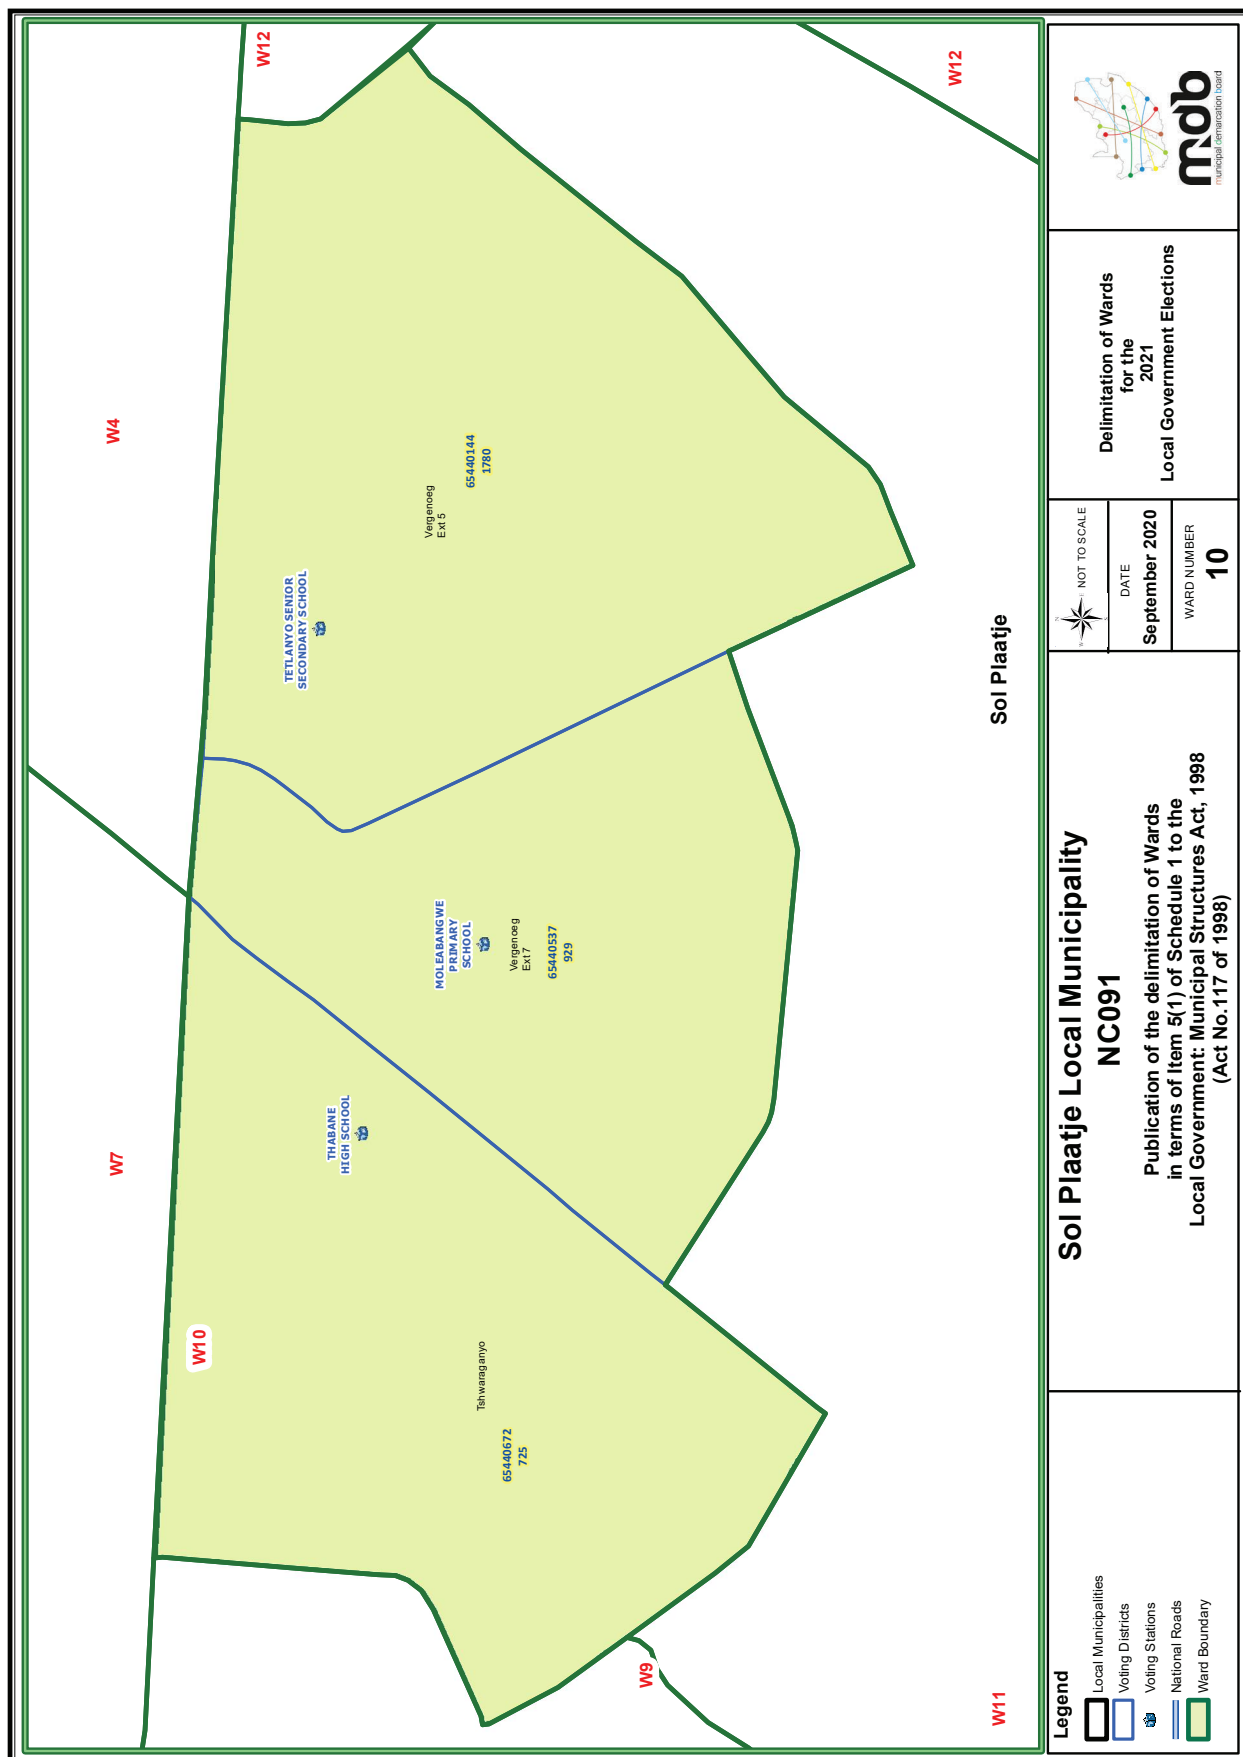 W7
W4
W12
W10
TETLANYO SENIOR
SECONDARY SCHOOL
THABANE
HIGH SCHOOL
Vergenoeg
Ext 5
65440144
1780
MOLEABANGWE
PRIMARY
SCHOOL
Vergenoeg
Ext 7
65440537
929
Tshwaraganyo
65440672
725
W9
W12
W11
Sol Plaatje
Legend
Local Municipalities
Voting Districts
Voting Stations
National Roads
Ward Boundary
Sol Plaatje Local Municipality
NC091
Publication of the delimitation of Wards
in terms of Item 5(1) of Schedule 1 to the
Local Government: Municipal Structures Act, 1998
(Act No.117 of 1998)
N
W
E
S
NOT TO SCALE
DATE
September 2020
WARD NUMBER
10
Delimitation of Wards
for the
2021
Local Government Elections
mdb
municipal demarcation board